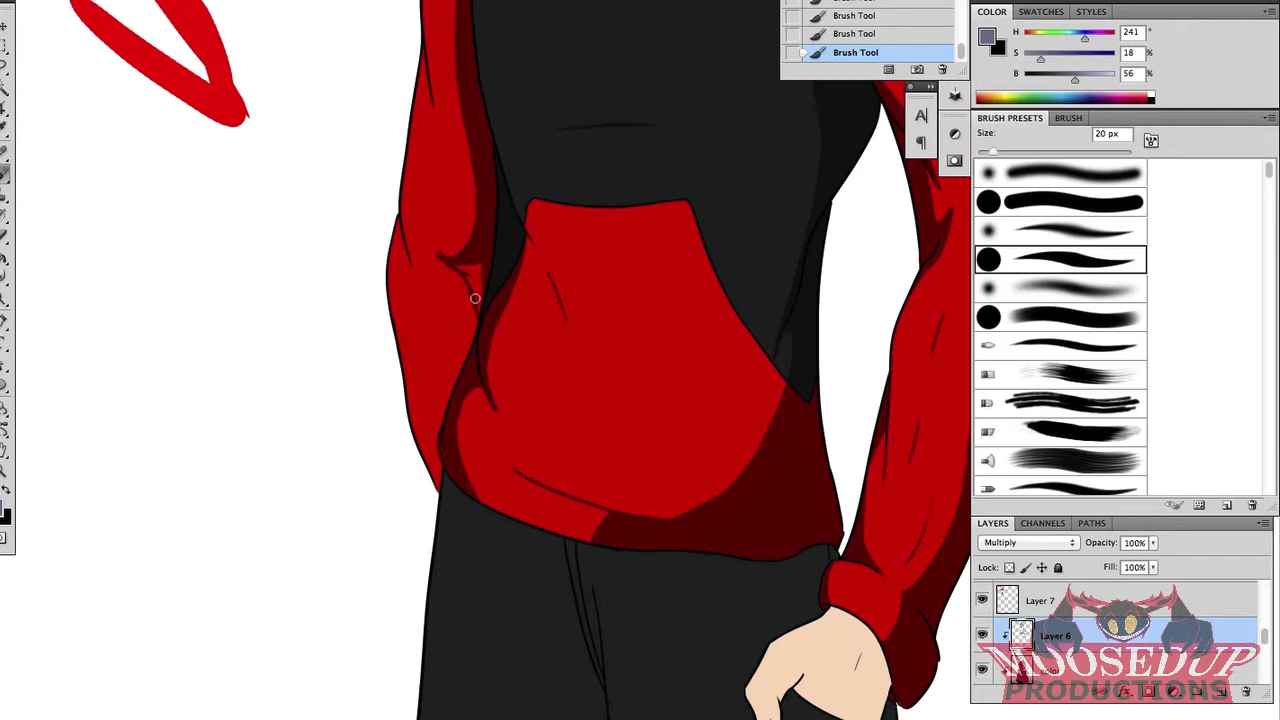 Brush Tool
Brush Tool
Brush Tool
COLOR SWATCHES STYLES
H 241 °
S 18 %
B 56 %
A
¶
BRUSH PRESETS BRUSH
Size: 20 px
LAYERS CHANNELS PATHS
Multiply Opacity: 100%
Lock: Fill: 100%
Layer 7
Layer 6
color
MOOSEDUP
PRODUCTIONS